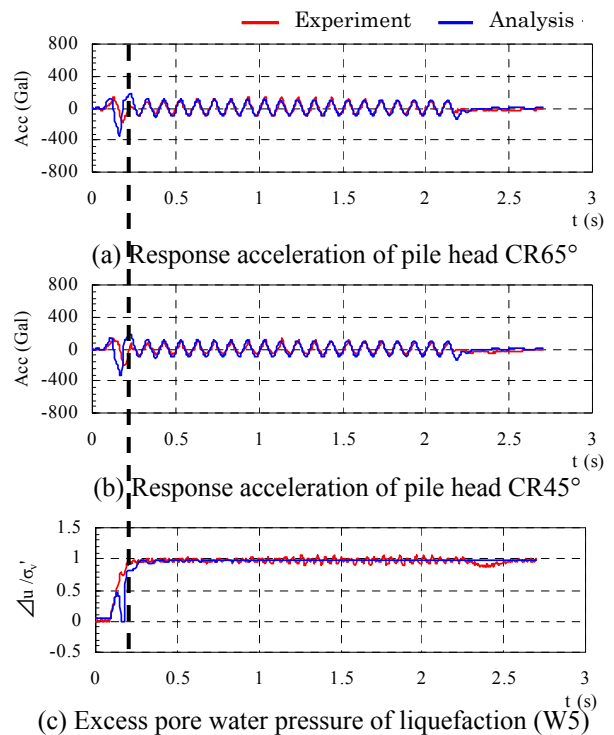 Experiment Analysis
800
400
0
-400
-800
Acc (Gal)
0 0.5 1 1.5 2 2.5 3
t (s)
(a) Response acceleration of pile head CR65°
800
400
0
-400
-800
Acc (Gal)
0 0.5 1 1.5 2 2.5 3
t (s)
(b) Response acceleration of pile head CR45°
1.5
1
0.5
0
-0.5
⊿u/σv'
0 0.5 1 1.5 2 2.5 3
t (s)
(c) Excess pore water pressure of liquefaction (W5)